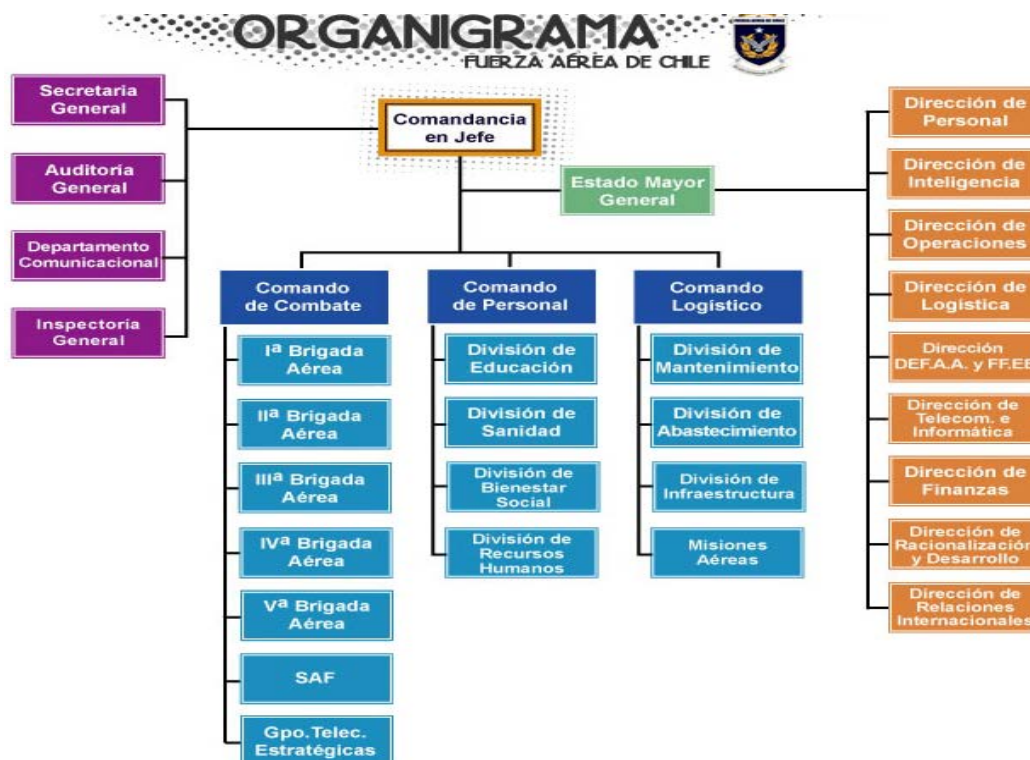 ORGANIGRAMA
FUERZA AÉREA DE CHILE
Secretaria
General
Auditoría
General
Departamento
Comunicacional
Inspectoría
General
Comandancia
en Jefe
Estado Mayor
General
Comando
de Combate
Iª Brigada
Aérea
IIª Brigada
Aérea
IIIª Brigada
Aérea
IVª Brigada
Aérea
Vª Brigada
Aérea
SAF
Gpo.Telec.
Estratégicas
Comando
de Personal
División de
Educación
División de
Sanidad
División de
Bienestar
Social
División de
Recursos
Humanos
Comando
Logístico
División de
Mantenimiento
División de
Abastecimiento
División de
Infraestructura
Misiones
Aéreas
Dirección de
Personal
Dirección de
Inteligencia
Dirección de
Operaciones
Dirección de
Logística
Dirección
DEF.A.A. y FF.EE
Dirección de
Telecom. e
Informática
Dirección de
Finanzas
Dirección de
Racionalización
y Desarrollo
Dirección de
Relaciones
Internacionales